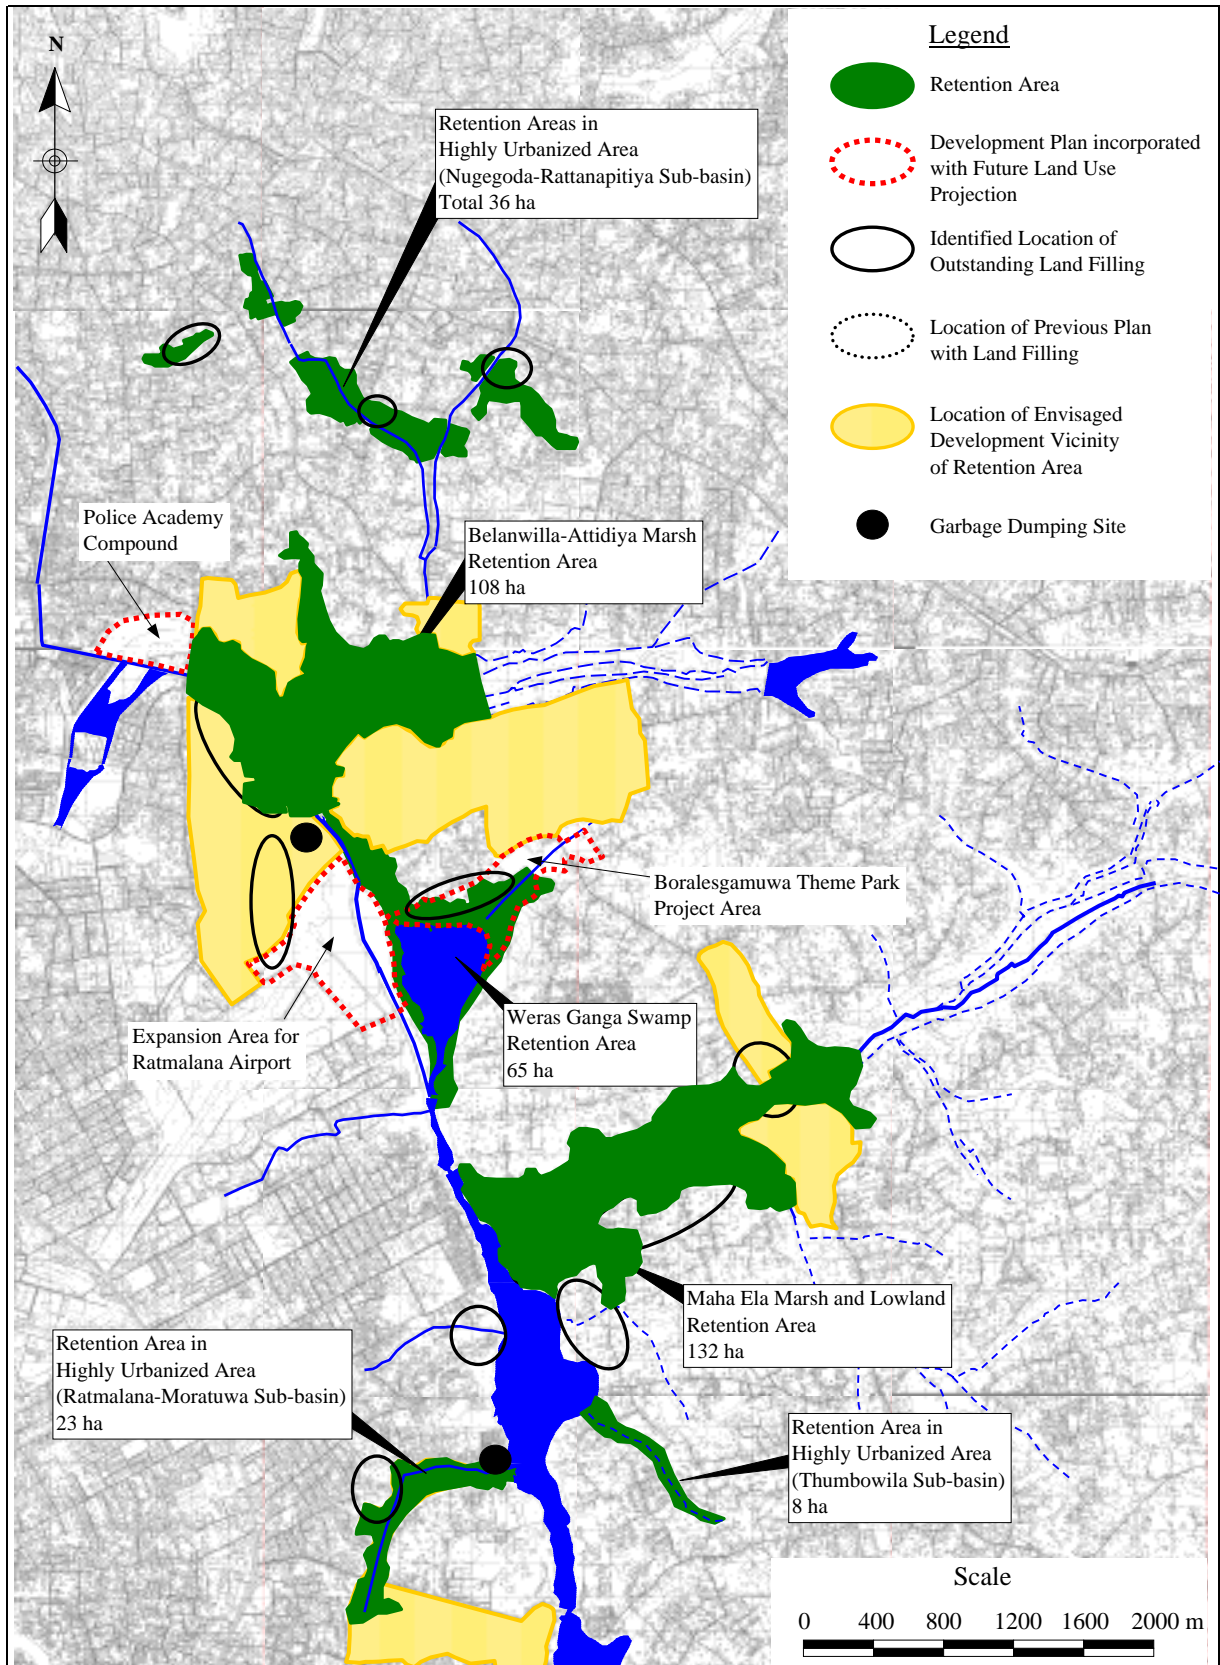 N
Legend
Retention Area
Development Plan incorporated
with Future Land Use
Projection
Identified Location of
Outstanding Land Filling
Location of Previous Plan
with Land Filling
Location of Envisaged
Development Vicinity
of Retention Area
Garbage Dumping Site
Retention Areas in
Highly Urbanized Area
(Nugegoda-Rattanapitiya Sub-basin)
Total 36 ha
Police Academy
Compound
Belanwilla-Attidiya Marsh
Retention Area
108 ha
Boralesgamuwa Theme Park
Project Area
Expansion Area for
Ratmalana Airport
Weras Ganga Swamp
Retention Area
65 ha
Maha Ela Marsh and Lowland
Retention Area
132 ha
Retention Area in
Highly Urbanized Area
(Ratmalana-Moratuwa Sub-basin)
23 ha
Retention Area in
Highly Urbanized Area
(Thumbowila Sub-basin)
8 ha
Scale
0 400 800 1200 1600 2000 m